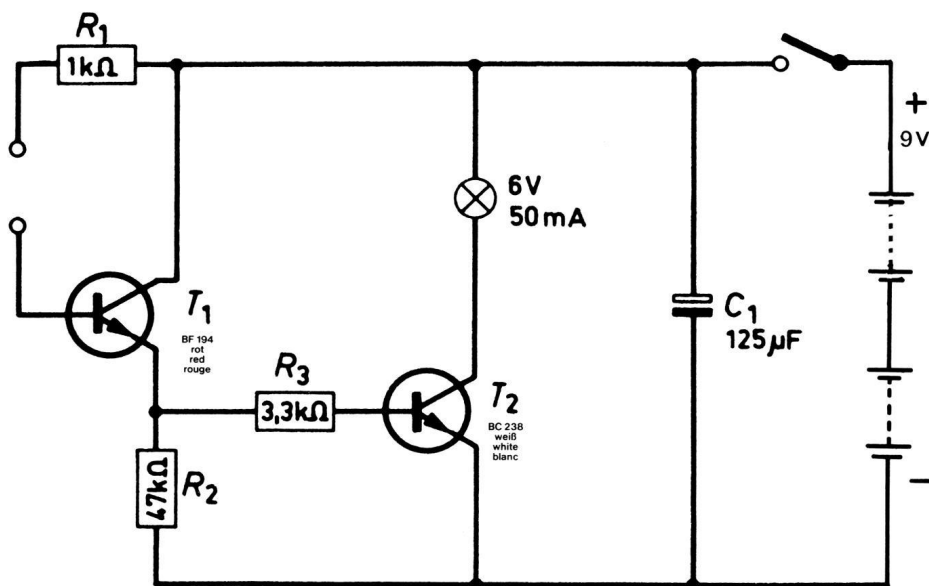 R1
1kΩ
+
9V
6V
50mA
T1
BF 194
rot
red
rouge
C1
125µF
R3
3,3kΩ
T2
BC 238
weiß
white
blanc
R2
47kΩ
−